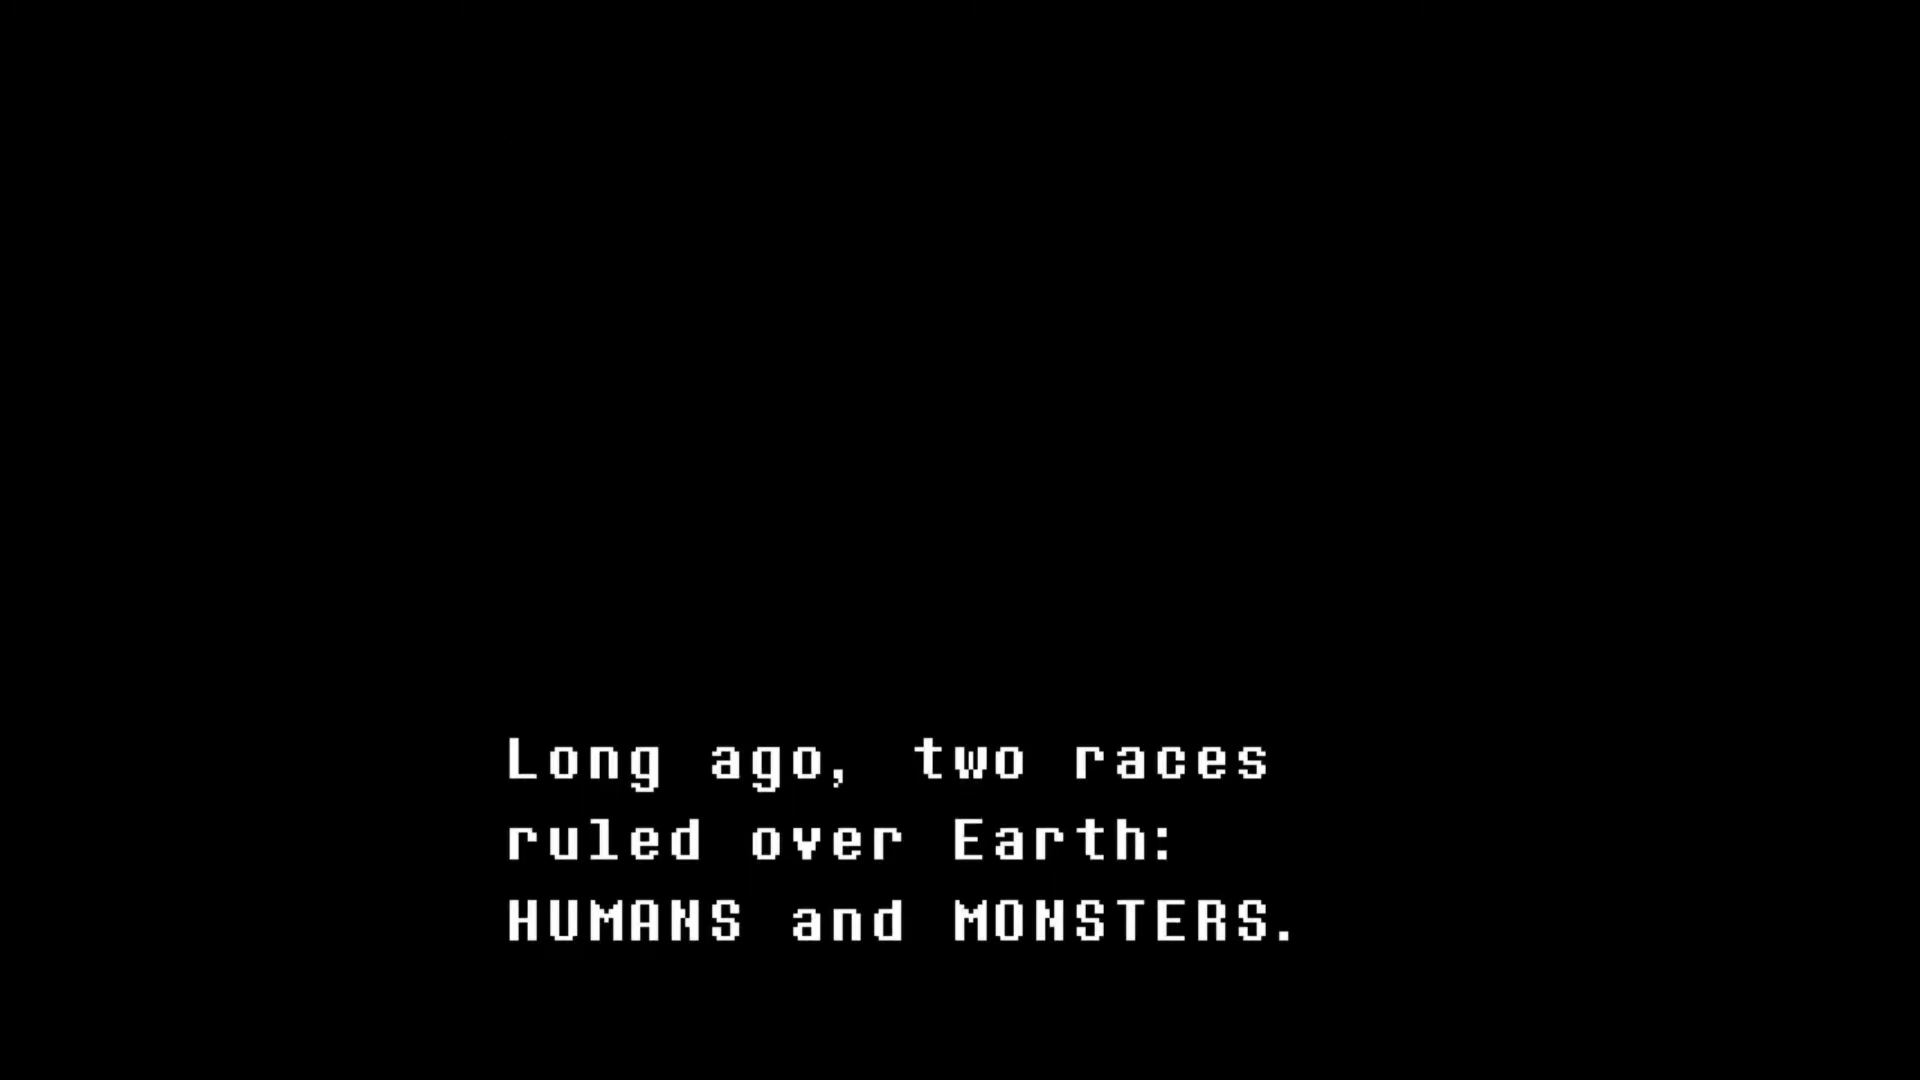 Long ago, two races
ruled over Earth:
HUMANS and MONSTERS.